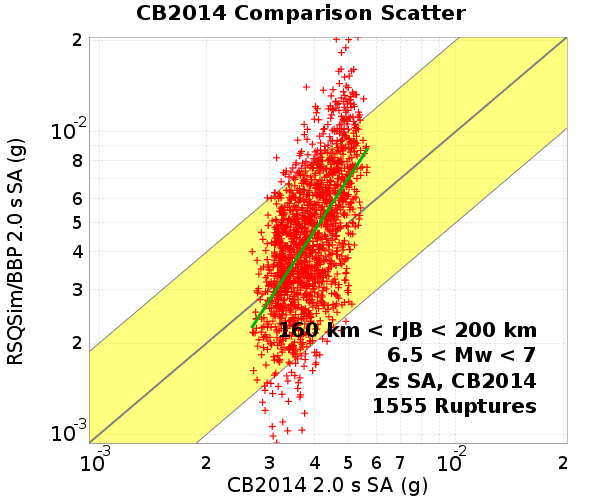 CB2014 Comparison Scatter
RSQSim/BBP 2.0 s SA (g)
2
10-2
8
6
5
4
3
2
10-3
160 km < rJB < 200 km
6.5 < Mw < 7
2s SA, CB2014
1555 Ruptures
10-3 2 3 4 5 6 7 10-2 2
CB2014 2.0 s SA (g)